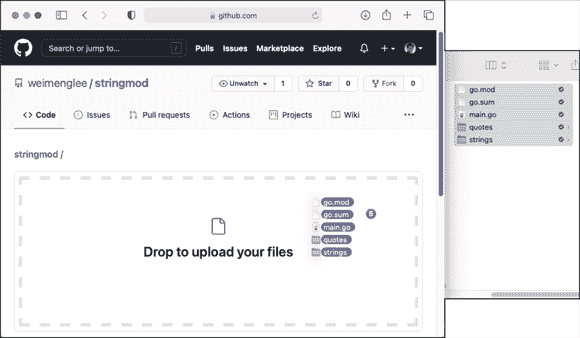 github.com
Search or jump to...
/
Pulls Issues Marketplace Explore
weimenglee / stringmod
Unwatch 1
Star 0
Fork 0
<> Code Issues Pull requests Actions Projects Wiki ...
stringmod /
Drop to upload your files
go.mod
go.sum
5
main.go
quotes
strings
go.mod
go.sum
main.go
quotes
strings